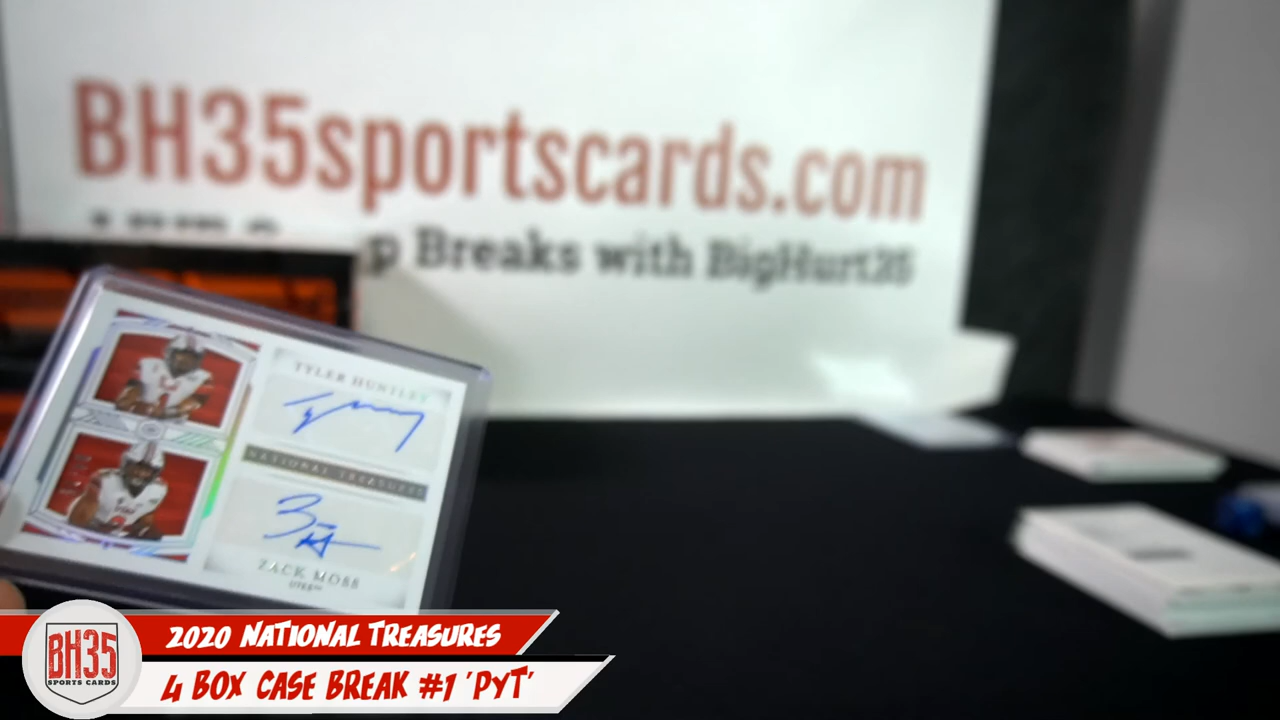 BH35sportscards.com
p Breaks with BigHurt35
TYLER HUNTLEY
NATIONAL TREASURES
ZACK MOSS
UTES
BH35
SPORTS CARDS
2020 NATIONAL TREASURES
4 BOX CASE BREAK #1 'PYT'